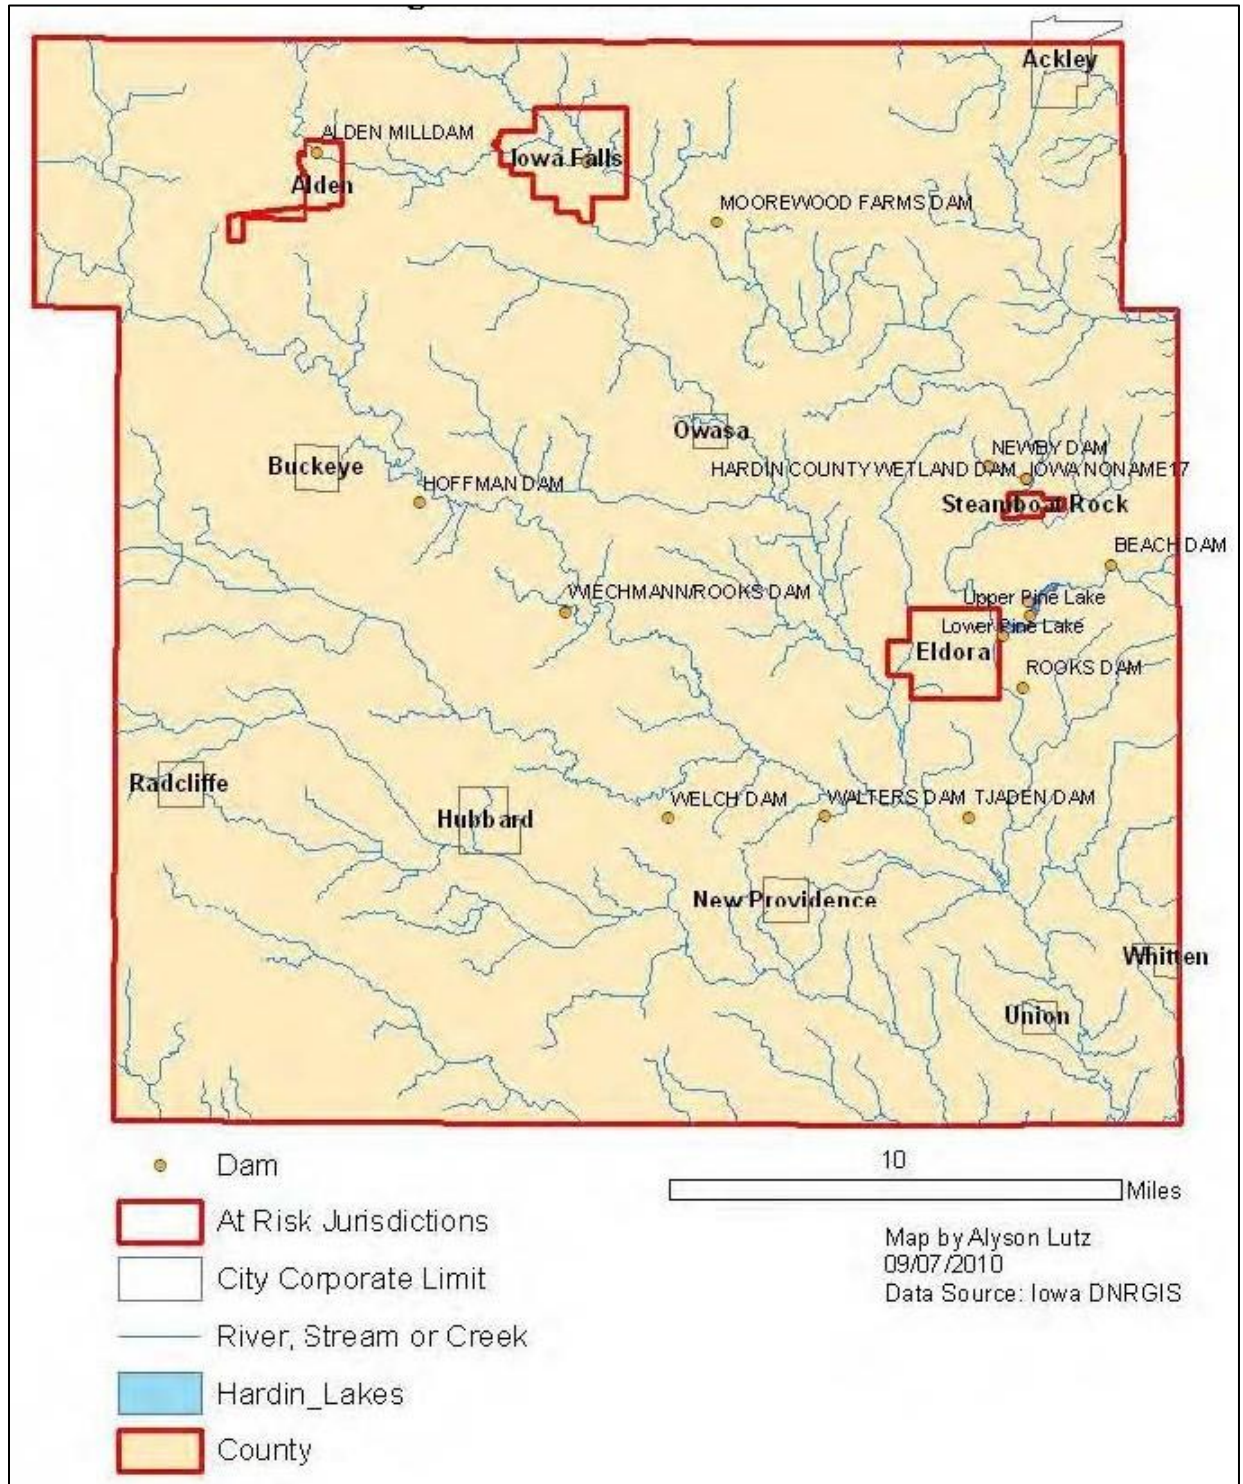 Ackley
ALDEN MILLDAM
Iowa Falls
Alden
MOOREWOOD FARMS DAM
Owasa
NEWBY DAM
Buckeye
HARDIN COUNTY WETLAND DAM IOWA NONAME17
HOFFMAN DAM
Steamboat Rock
BEACH DAM
WIECHMANN/ROOKS DAM
Upper Pine Lake
Lower Pine Lake
Eldora
ROOKS DAM
Radcliffe
WELCH DAM
WALTERS DAM
TJADEN DAM
Hubbard
New Providence
Whitten
Union
Dam
At Risk Jurisdictions
City Corporate Limit
River, Stream or Creek
Hardin_Lakes
County
10
Miles
Map by Alyson Lutz
09/07/2010
Data Source: Iowa DNRGIS